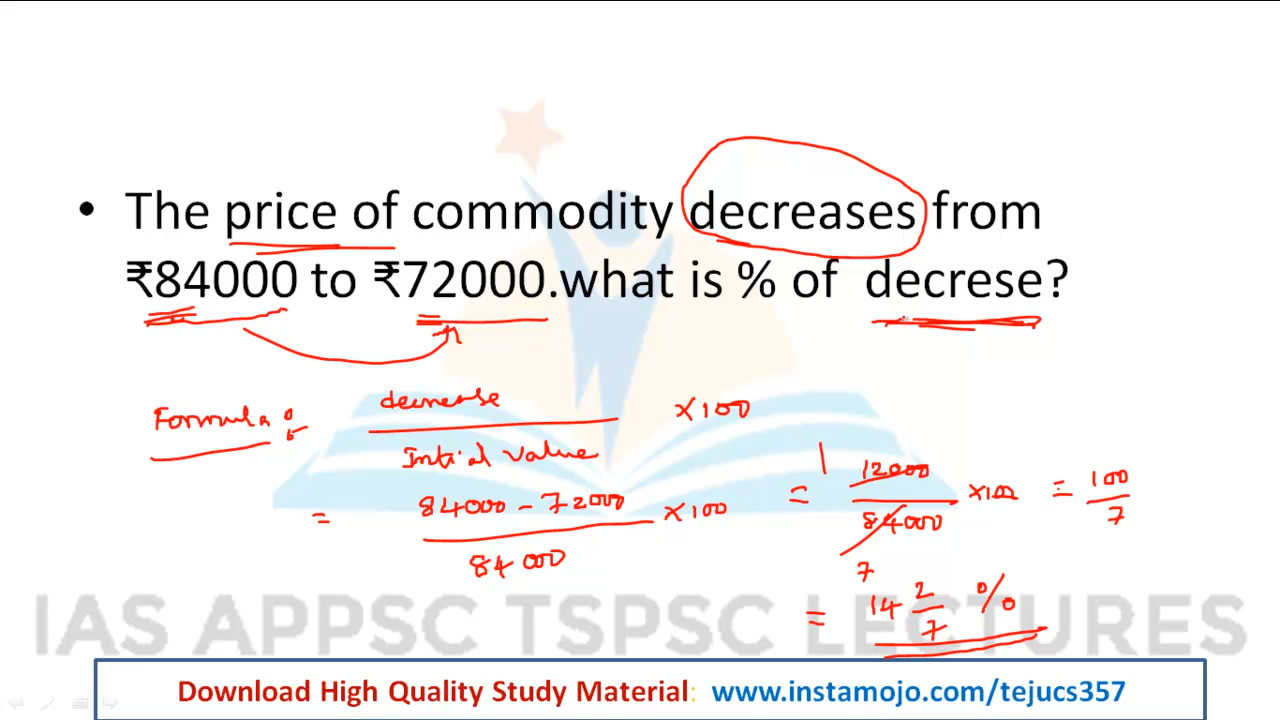 • The price of commodity decreases from
₹84000 to ₹72000.what is % of decrese?
Formula :- decrease / Initial value ×100
= 84000 - 72000 / 84000 ×100 = 1 12000 / 84000 7 ×100 = 100/7
= 14 2/7 %
IAS APPSC TSPSC LECTURES
Download High Quality Study Material: www.instamojo.com/tejucs357